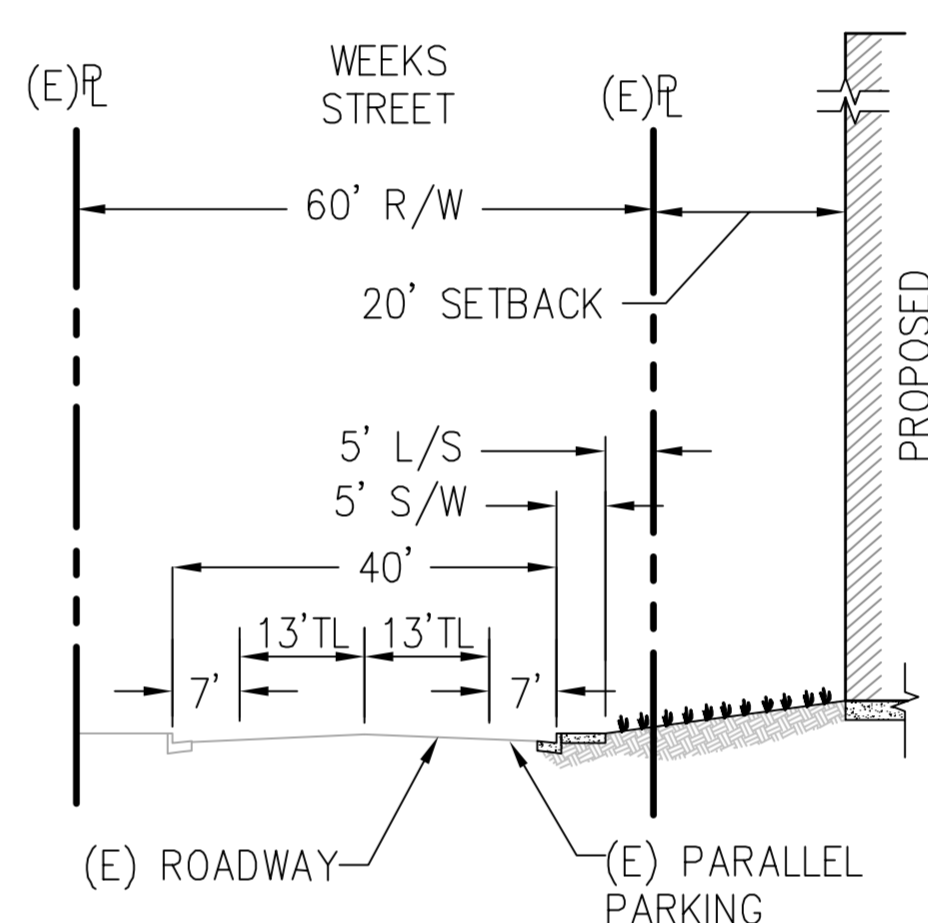 WEEKS
STREET
(E)PL
(E)PL
60' R/W
20' SETBACK
PROPOSED
5' L/S
5' S/W
40'
13'TL 13'TL
7' 7'
(E) ROADWAY
(E) PARALLEL
PARKING